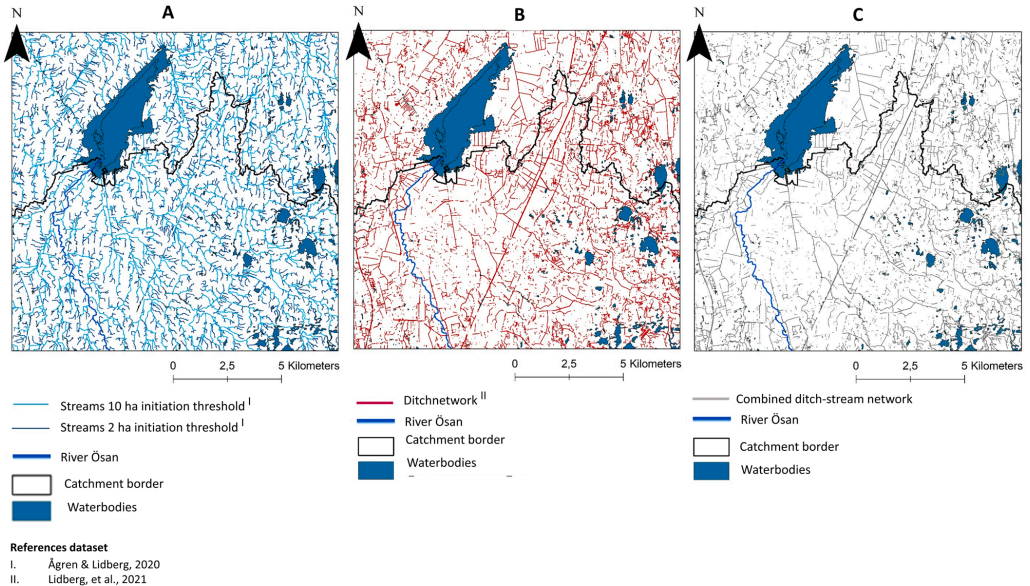 N
A
N
B
N
C
0 2,5 5 Kilometers
0 2,5 5 Kilometers
0 2,5 5 Kilometers
Streams 10 ha initiation threshold I
Streams 2 ha initiation threshold I
River Ösan
Catchment border
Waterbodies
Ditchnetwork II
River Ösan
Catchment border
Waterbodies
Combined ditch-stream network
River Ösan
Catchment border
Waterbodies
References dataset
I. Ågren & Lidberg, 2020
II. Lidberg, et al., 2021